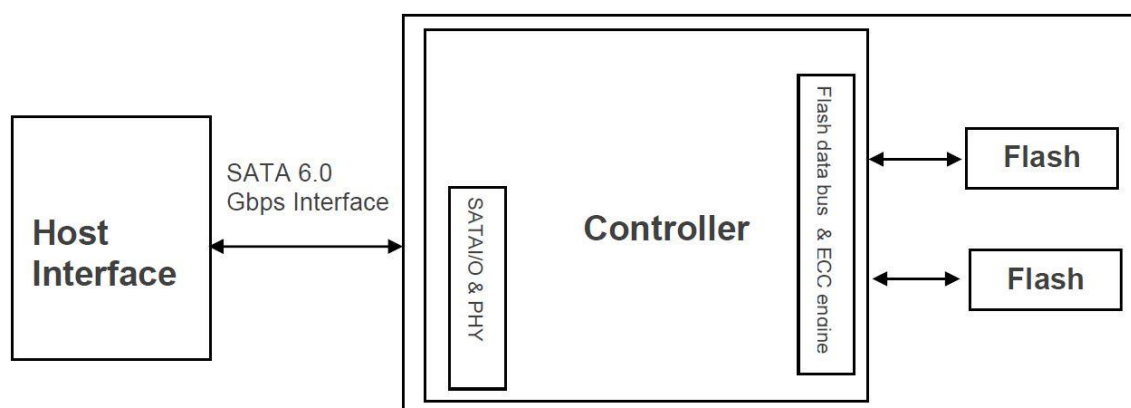 SATA 6.0
Gbps Interface
Host
Interface
SATAI/O & PHY
Controller
Flash data bus & ECC engine
Flash
Flash